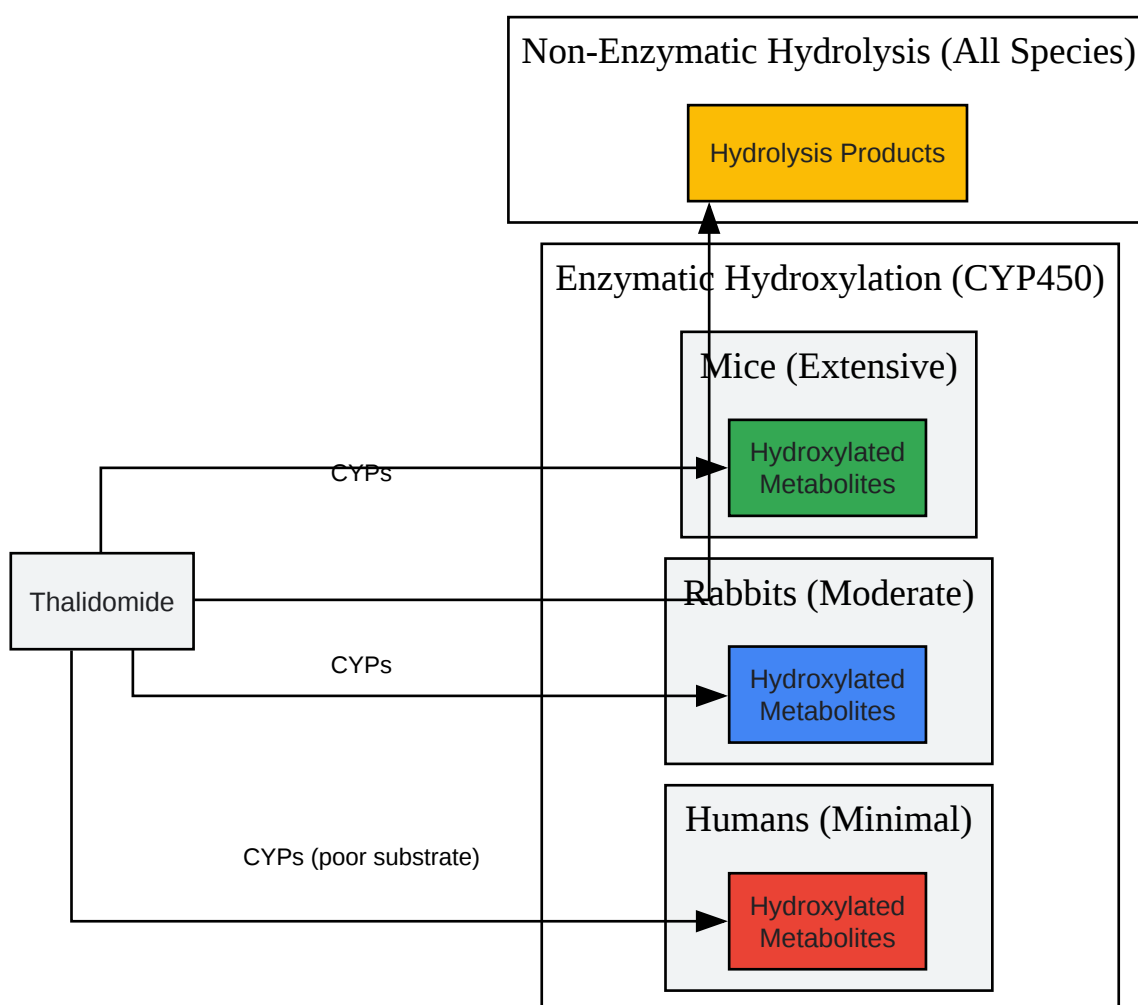 Non-Enzymatic Hydrolysis (All Species)
Hydrolysis Products
Enzymatic Hydroxylation (CYP450)
Mice (Extensive)
Hydroxylated
Metabolites
CYPs
Thalidomide
Rabbits (Moderate)
CYPs
Hydroxylated
Metabolites
Humans (Minimal)
CYPs (poor substrate)
Hydroxylated
Metabolites